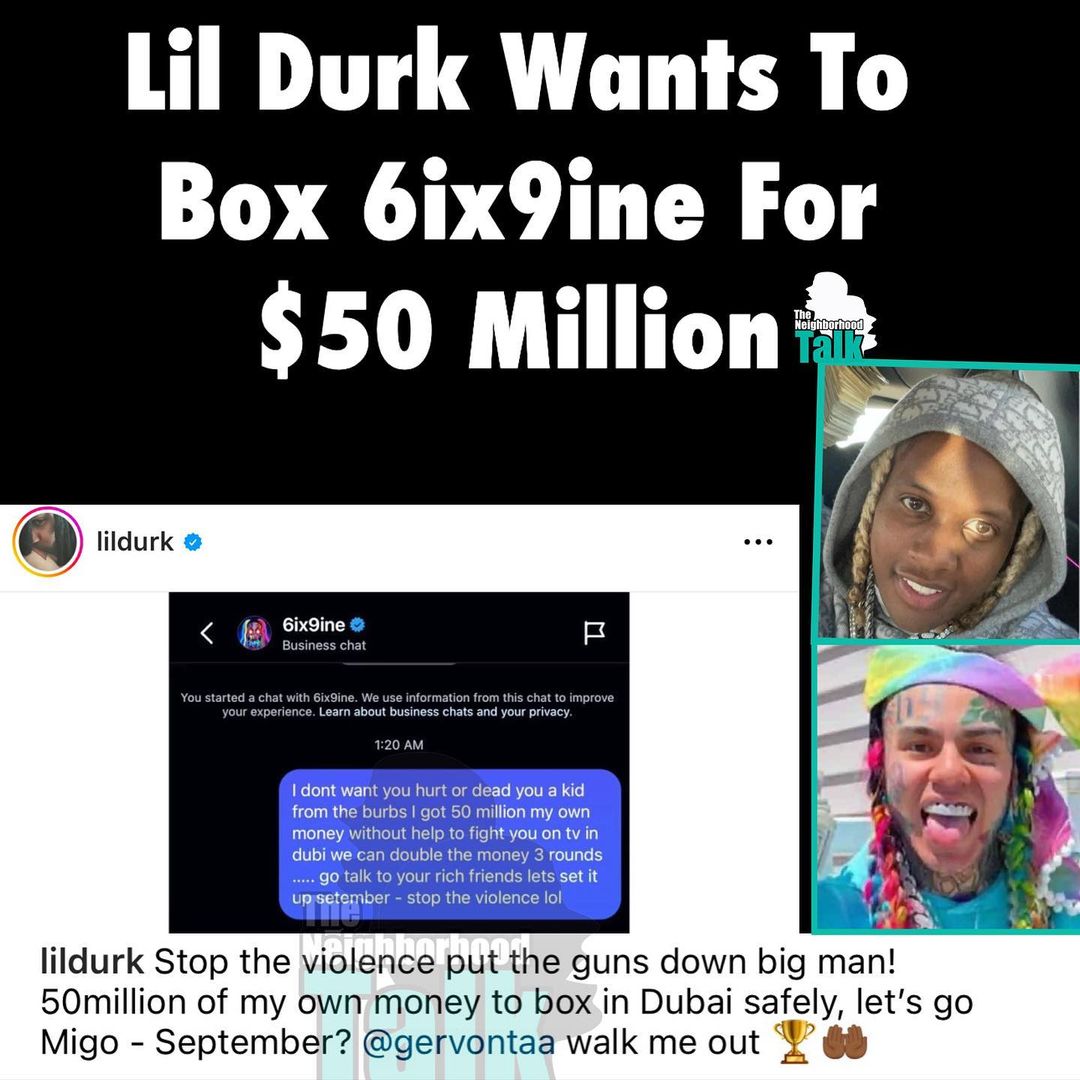 Lil Durk Wants To
Box 6ix9ine For
$50 Million
The
Neighborhood
Talk
lildurk
6ix9ine
Business chat
You started a chat with 6ix9ine. We use information from this chat to improve
your experience. Learn about business chats and your privacy.
1:20 AM
I dont want you hurt or dead you a kid
from the burbs I got 50 million my own
money without help to fight you on tv in
dubi we can double the money 3 rounds
..... go talk to your rich friends lets set it
up setember - stop the violence lol
The
Neighborhood
Talk
lildurk Stop the violence put the guns down big man!
50million of my own money to box in Dubai safely, let’s go
Migo - September? @gervontaa walk me out 🏆🙌🏾